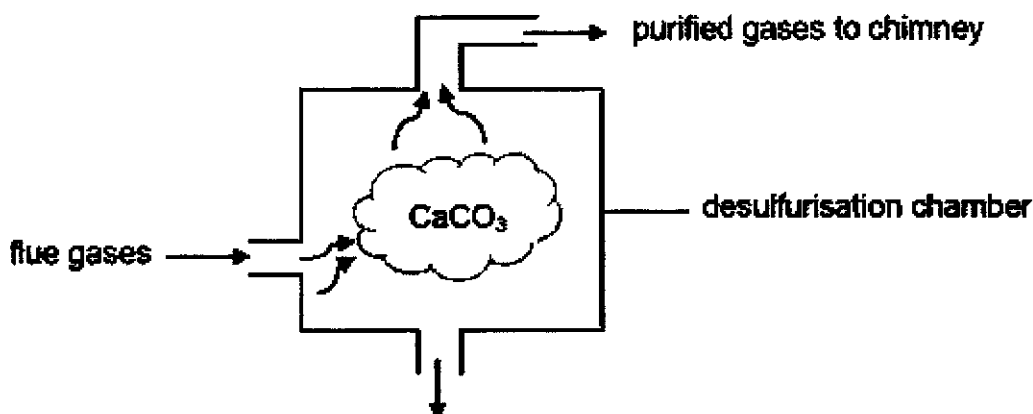 purified gases to chimney
CaCO₃
desulfurisation chamber
flue gases